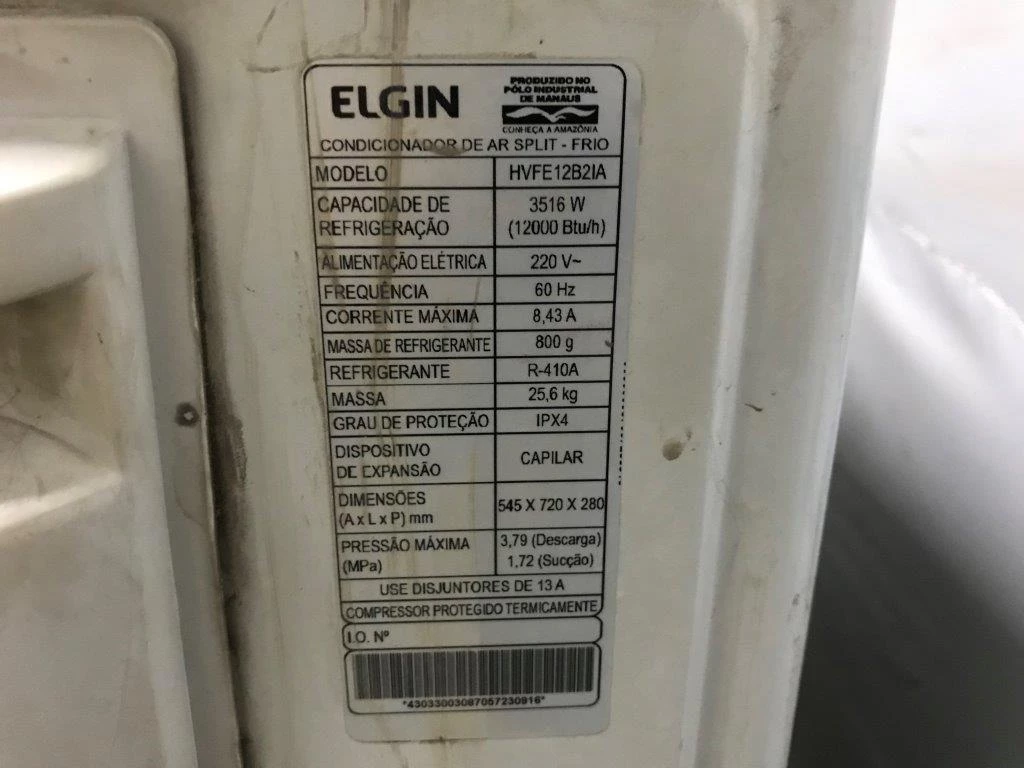 ELGIN
PRODUZIDO NO
PÓLO INDUSTRIAL
DE MANAUS
CONHEÇA A AMAZÔNIA
CONDICIONADOR DE AR SPLIT - FRIO
MODELO HVFE12B2IA
CAPACIDADE DE
REFRIGERAÇÃO
3516 W
(12000 Btu/h)
ALIMENTAÇÃO ELÉTRICA 220 V~
FREQUÊNCIA 60 Hz
CORRENTE MÁXIMA 8,43 A
MASSA DE REFRIGERANTE 800 g
REFRIGERANTE R-410A
MASSA 25,6 kg
GRAU DE PROTEÇÃO IPX4
DISPOSITIVO
DE EXPANSÃO
CAPILAR
DIMENSÕES
(A x L x P) mm
545 X 720 X 280
PRESSÃO MÁXIMA
(MPa)
3,79 (Descarga)
1,72 (Sucção)
USE DISJUNTORES DE 13 A
COMPRESSOR PROTEGIDO TERMICAMENTE
I.O. Nº
*43033003087057230916*